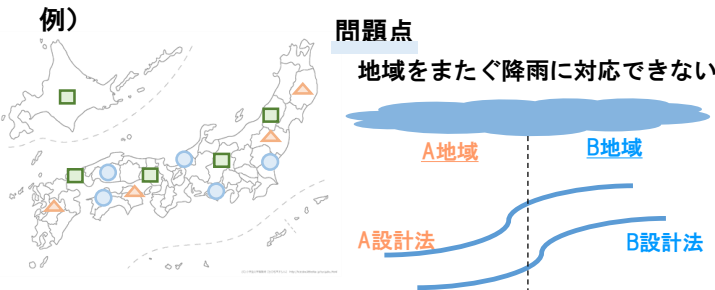 例）
問題点
地域をまたぐ降雨に対応できない
A地域
B地域
A設計法
B設計法